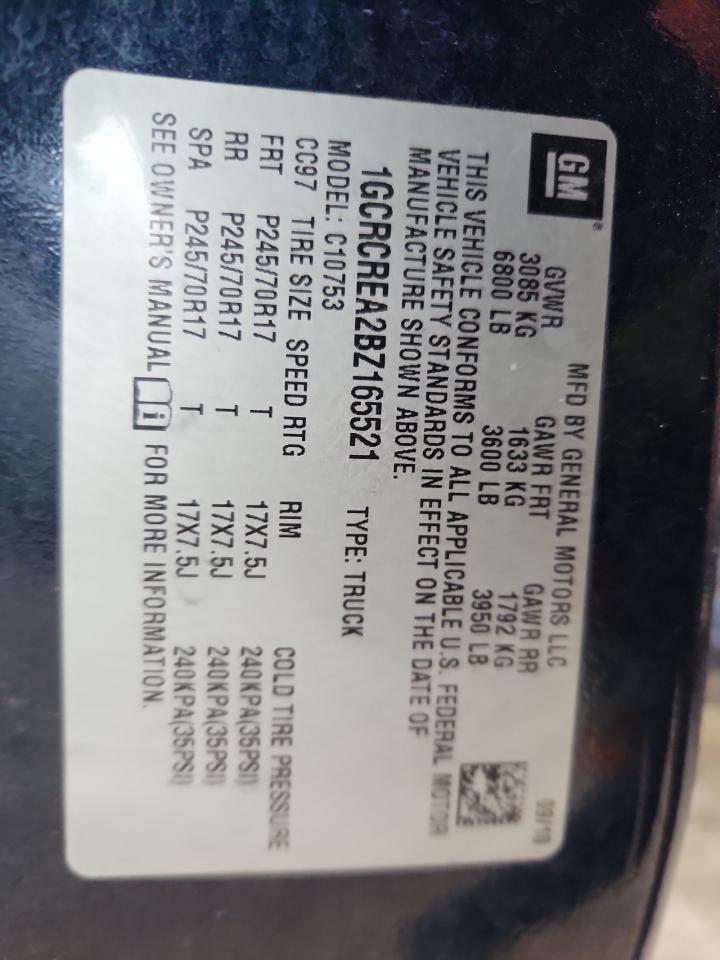 GM®
MFD BY GENERAL MOTORS LLC 09/10
GVWR GAWR FRT GAWR RR
3085 KG 1633 KG 1792 KG
6800 LB 3600 LB 3950 LB
THIS VEHICLE CONFORMS TO ALL APPLICABLE U.S. FEDERAL MOTOR
VEHICLE SAFETY STANDARDS IN EFFECT ON THE DATE OF
MANUFACTURE SHOWN ABOVE.
1GCRCREA2BZ165521 TYPE: TRUCK
MODEL: C10753
CC97 TIRE SIZE SPEED RTG RIM COLD TIRE PRESSURE
FRT P245/70R17 T 17X7.5J 240KPA(35PSI)
RR P245/70R17 T 17X7.5J 240KPA(35PSI)
SPA P245/70R17 T 17X7.5J 240KPA(35PSI)
SEE OWNER'S MANUAL i FOR MORE INFORMATION.